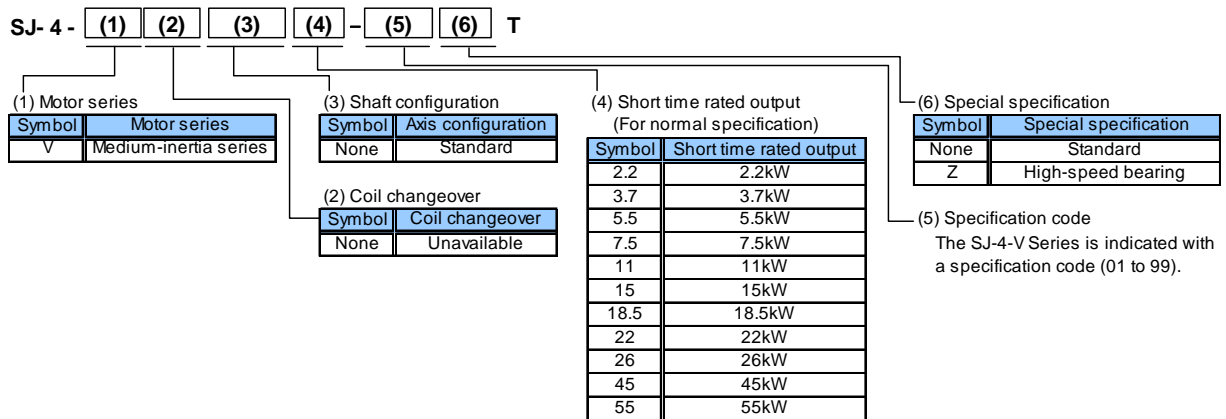 SJ- 4 - (1) (2) (3) (4) – (5) (6) T
(1) Motor series
Symbol Motor series
V Medium-inertia series
(3) Shaft configuration
Symbol Axis configuration
None Standard
(2) Coil changeover
Symbol Coil changeover
None Unavailable
(4) Short time rated output
(For normal specification)
Symbol Short time rated output
2.2 2.2kW
3.7 3.7kW
5.5 5.5kW
7.5 7.5kW
11 11kW
15 15kW
18.5 18.5kW
22 22kW
26 26kW
45 45kW
55 55kW
(6) Special specification
Symbol Special specification
None Standard
Z High-speed bearing
(5) Specification code
The SJ-4-V Series is indicated with
a specification code (01 to 99).